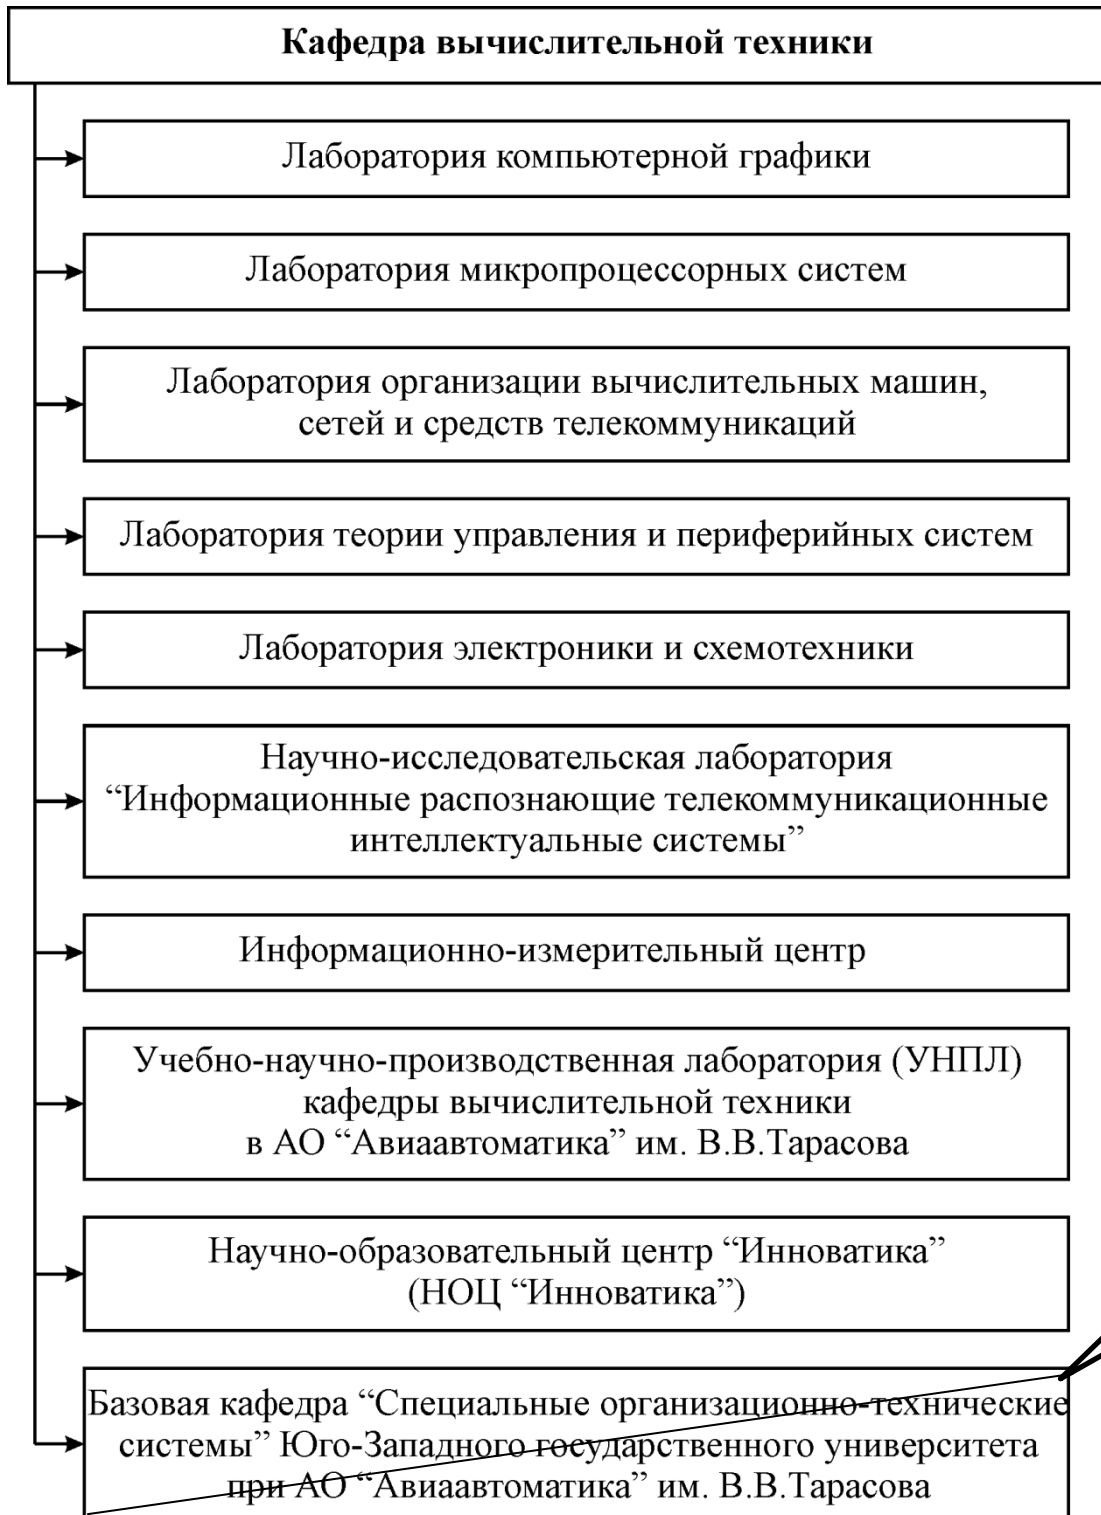 Кафедра вычислительной техники
Лаборатория компьютерной графики
Лаборатория микропроцессорных систем
Лаборатория организации вычислительных машин,
сетей и средств телекоммуникаций
Лаборатория теории управления и периферийных систем
Лаборатория электроники и схемотехники
Научно-исследовательская лаборатория
“Информационные распознающие телекоммуникационные
интеллектуальные системы”
Информационно-измерительный центр
Учебно-научно-производственная лаборатория (УНПЛ)
кафедры вычислительной техники
в АО “Авиаавтоматика” им. В.В.Тарасова
Научно-образовательный центр “Инноватика”
(НОЦ “Инноватика”)
Базовая кафедра “Специальные организационно-технические
системы” Юго-Западного государственного университета
при АО “Авиаавтоматика” им. В.В.Тарасова